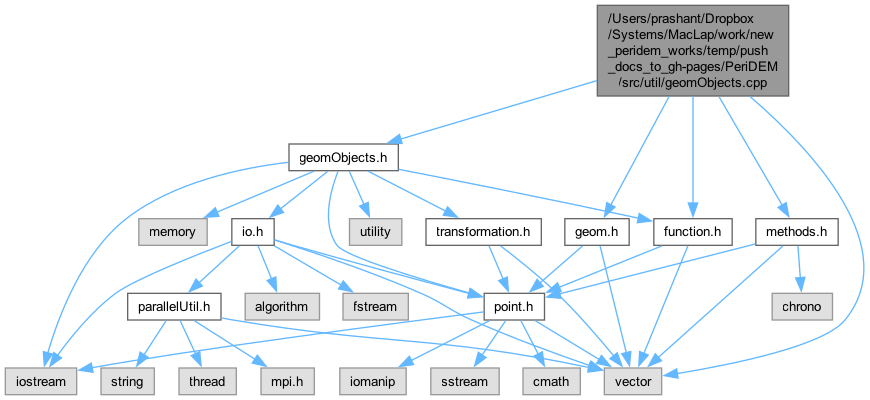 /Users/prashant/Dropbox
/Systems/MacLap/work/new
_peridem_works/temp/push
_docs_to_gh-pages/PeriDEM
/src/util/geomObjects.cpp
geomObjects.h
memory
io.h
utility
transformation.h
geom.h
function.h
methods.h
parallelUtil.h
algorithm
fstream
point.h
chrono
iostream
string
thread
mpi.h
iomanip
sstream
cmath
vector